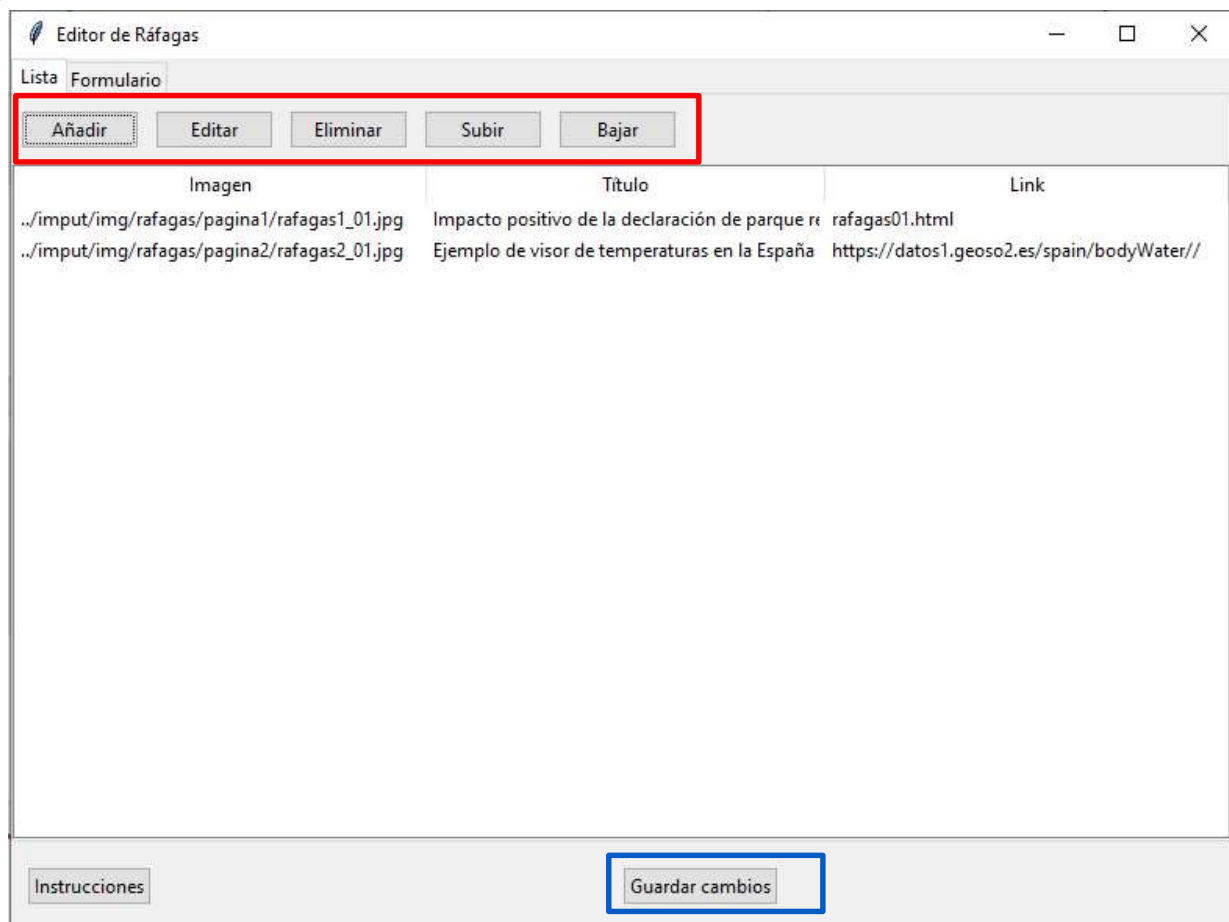 Editor de Ráfagas
Lista Formulario
Añadir Editar Eliminar Subir Bajar
Imagen Título Link
../imput/img/rafagas/pagina1/rafagas1_01.jpg Impacto positivo de la declaración de parque re rafagas01.html
../imput/img/rafagas/pagina2/rafagas2_01.jpg Ejemplo de visor de temperaturas en la España https://datos1.geoso2.es/spain/bodyWater//
Instrucciones Guardar cambios